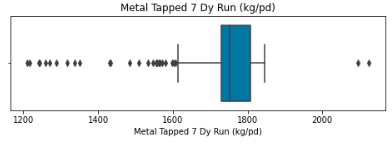 Metal Tapped 7 Dy Run (kg/pd)
1200 1400 1600 1800 2000
Metal Tapped 7 Dy Run (kg/pd)